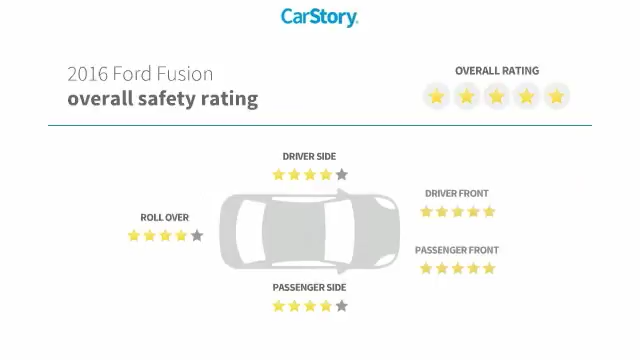 CarStory
2016 Ford Fusion
overall safety rating
OVERALL RATING
DRIVER SIDE
DRIVER FRONT
ROLL OVER
PASSENGER FRONT
PASSENGER SIDE